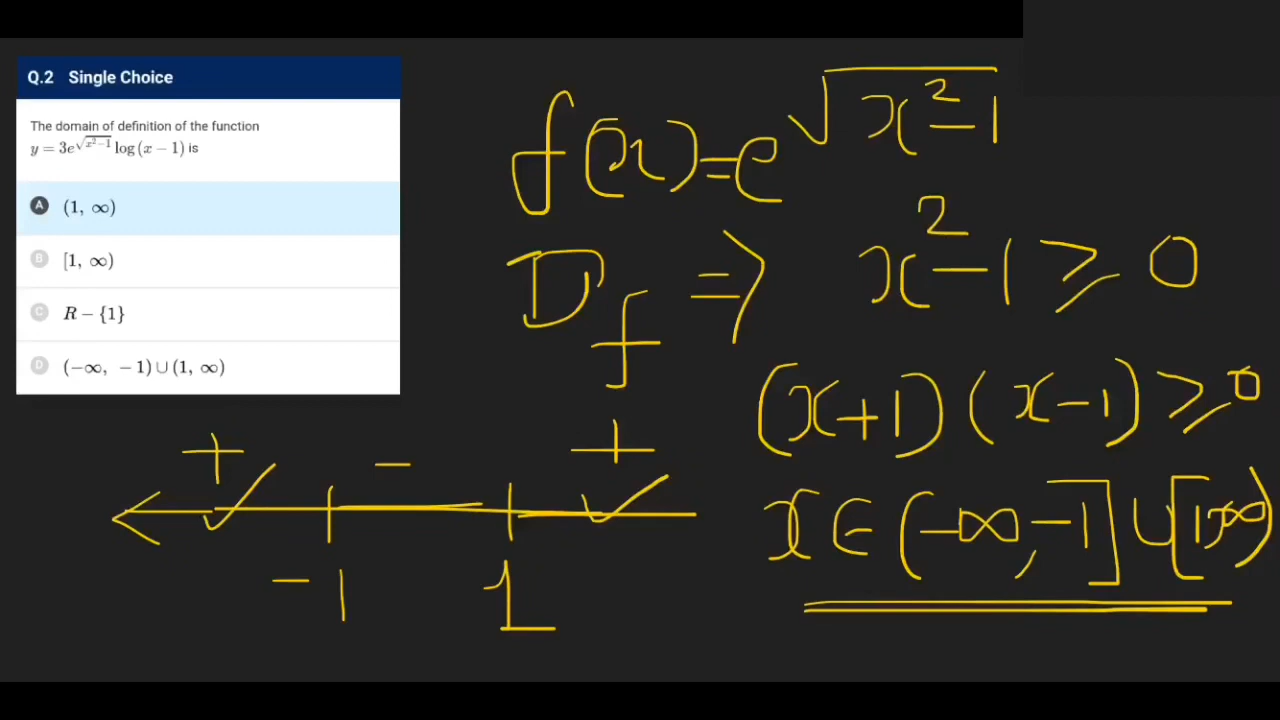 Q.2 Single Choice
The domain of definition of the function
y = 3e^{√(x²−1)} log (x − 1) is
A (1, ∞)
B [1, ∞)
C R − {1}
D (−∞, −1) ∪ (1, ∞)
f(x) = e^{√(x²−1)}
D_f ⇒ x² − 1 ≥ 0
(x+1)(x−1) ≥ 0
x ∈ (−∞, −1] ∪ [1, ∞)
+ − +
−1 1